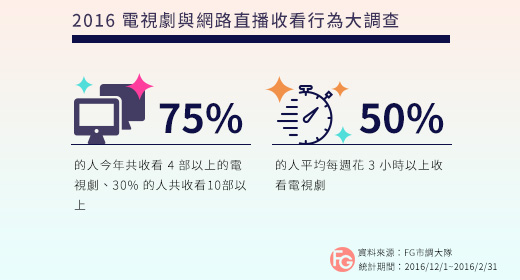 2016 電視劇與網路直播收看行為大調查
75%
的人今年共收看 4 部以上的電
視劇、30% 的人共收看10部以
上
50%
的人平均每週花 3 小時以上收
看電視劇
FG
資料來源：FG市調大隊
統計期間：2016/12/1~2016/2/31